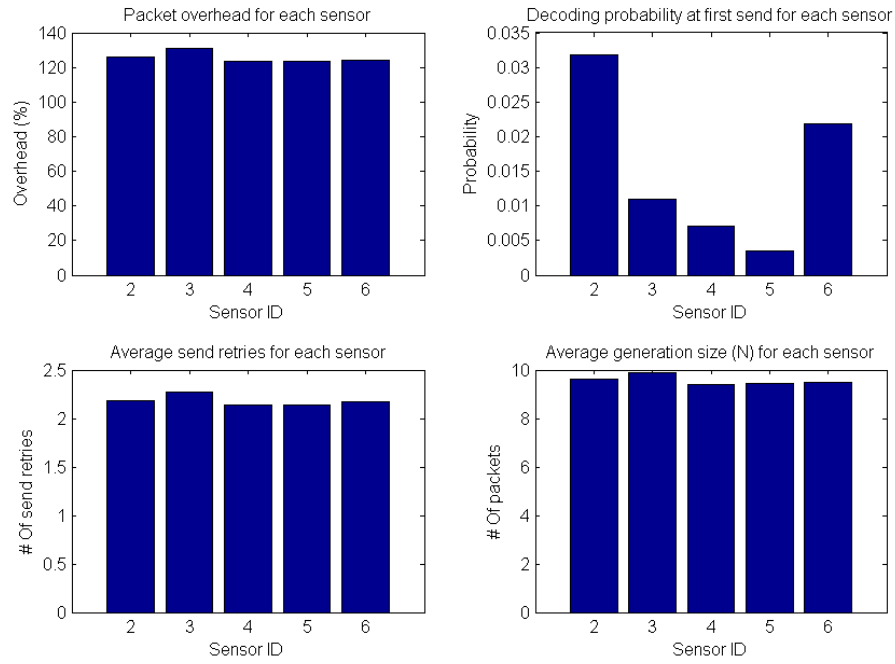 Packet overhead for each sensor
140
120
100
80
60
40
20
0
Overhead (%)
2 3 4 5 6
Sensor ID
Decoding probability at first send for each sensor
0.035
0.03
0.025
0.02
0.015
0.01
0.005
0
Probability
2 3 4 5 6
Sensor ID
Average send retries for each sensor
2.5
2
1.5
1
0.5
0
# Of send retries
2 3 4 5 6
Sensor ID
Average generation size (N) for each sensor
10
8
6
4
2
0
# Of packets
2 3 4 5 6
Sensor ID